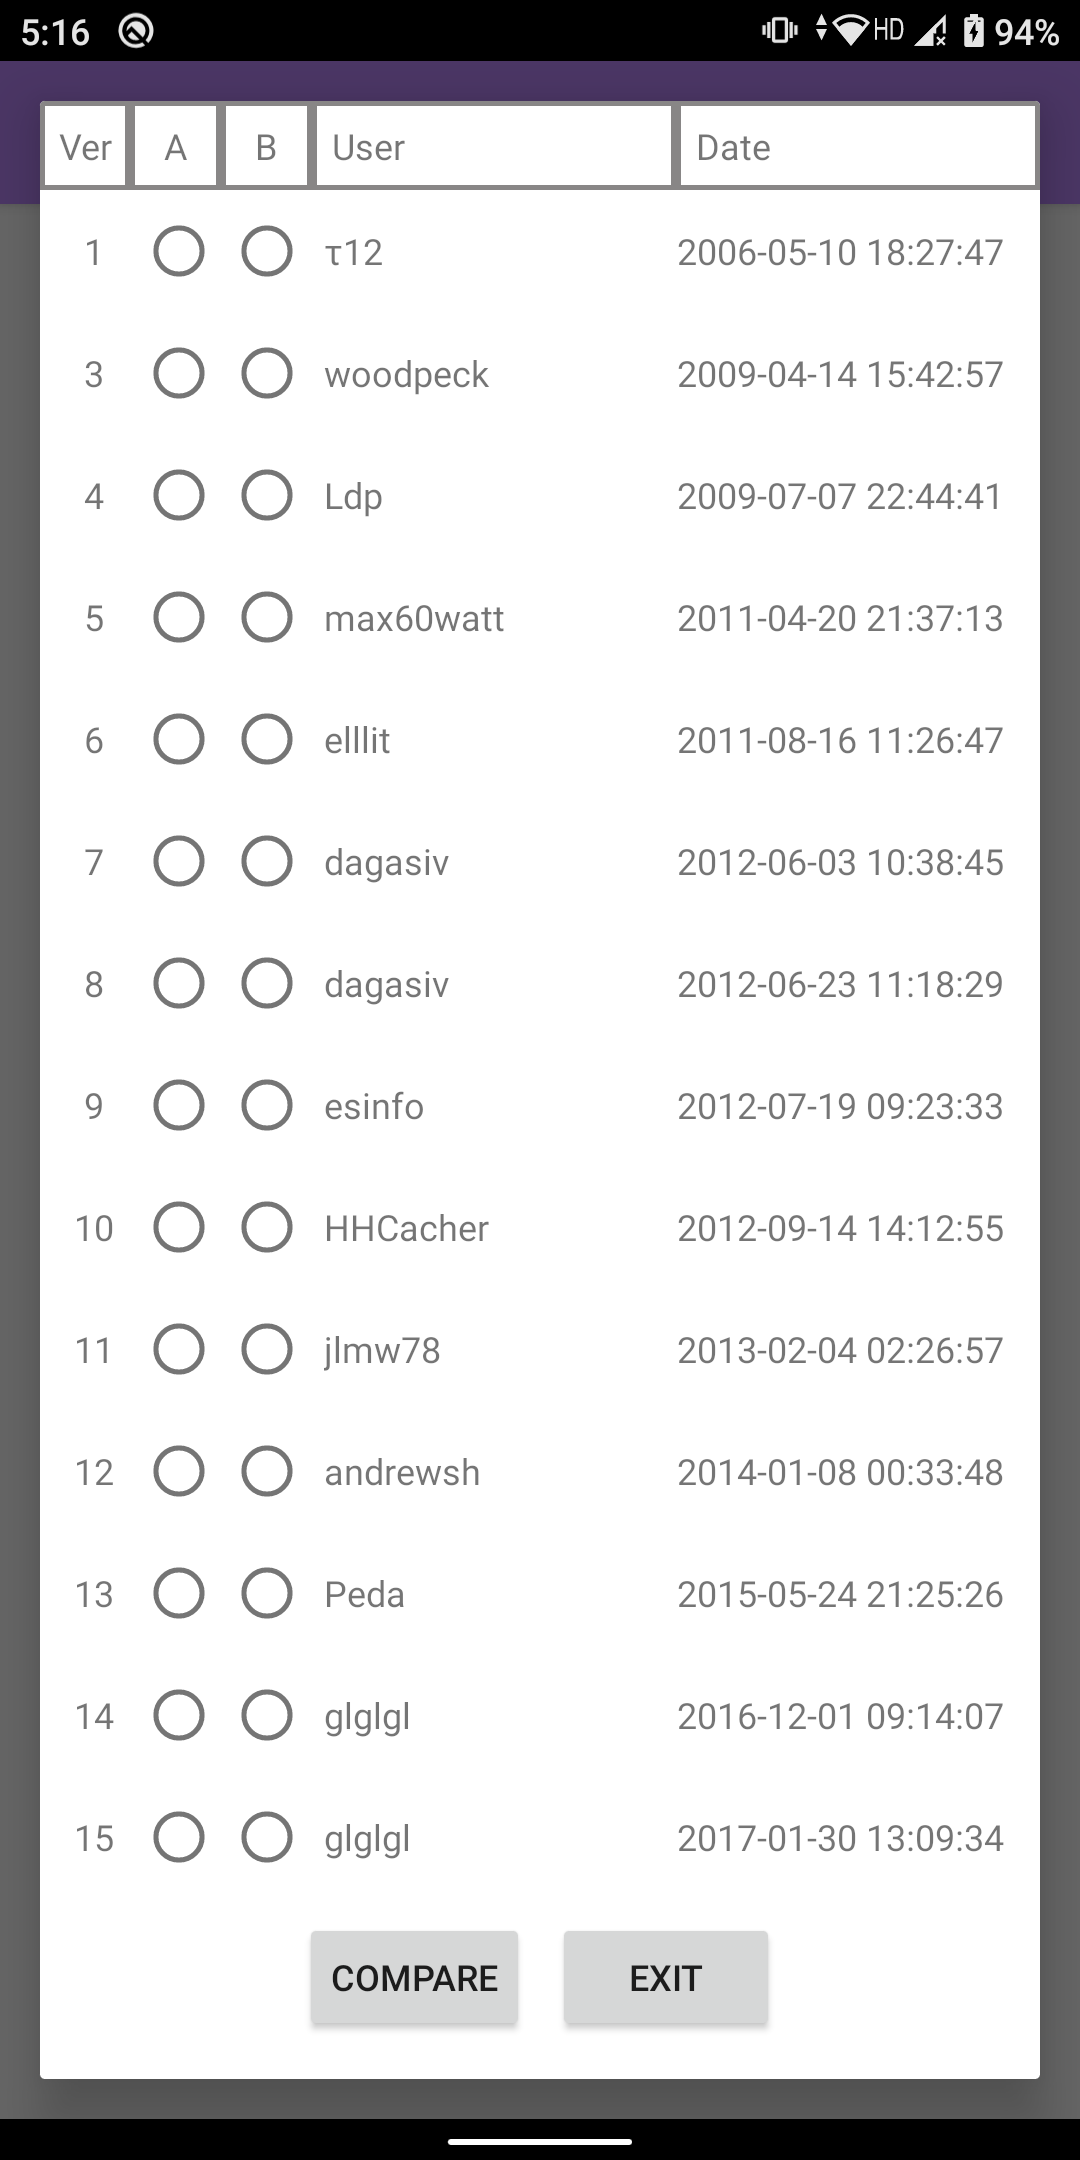 5:16 HD 94%
Ver A B User Date
1 τ12 2006-05-10 18:27:47
3 woodpeck 2009-04-14 15:42:57
4 Ldp 2009-07-07 22:44:41
5 max60watt 2011-04-20 21:37:13
6 elllit 2011-08-16 11:26:47
7 dagasiv 2012-06-03 10:38:45
8 dagasiv 2012-06-23 11:18:29
9 esinfo 2012-07-19 09:23:33
10 HHCacher 2012-09-14 14:12:55
11 jlmw78 2013-02-04 02:26:57
12 andrewsh 2014-01-08 00:33:48
13 Peda 2015-05-24 21:25:26
14 glglgl 2016-12-01 09:14:07
15 glglgl 2017-01-30 13:09:34
COMPARE EXIT